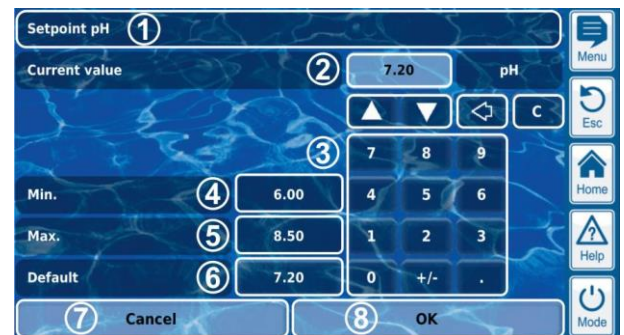 Setpoint pH ①
Menu
Current value ② 7.20 pH
▲ ▼ C
Esc
③ 7 8 9
Home
Min. ④ 6.00 4 5 6
Max. ⑤ 8.50 1 2 3
Help
Default ⑥ 7.20 0 +/- .
⑦ Cancel ⑧ OK
Mode